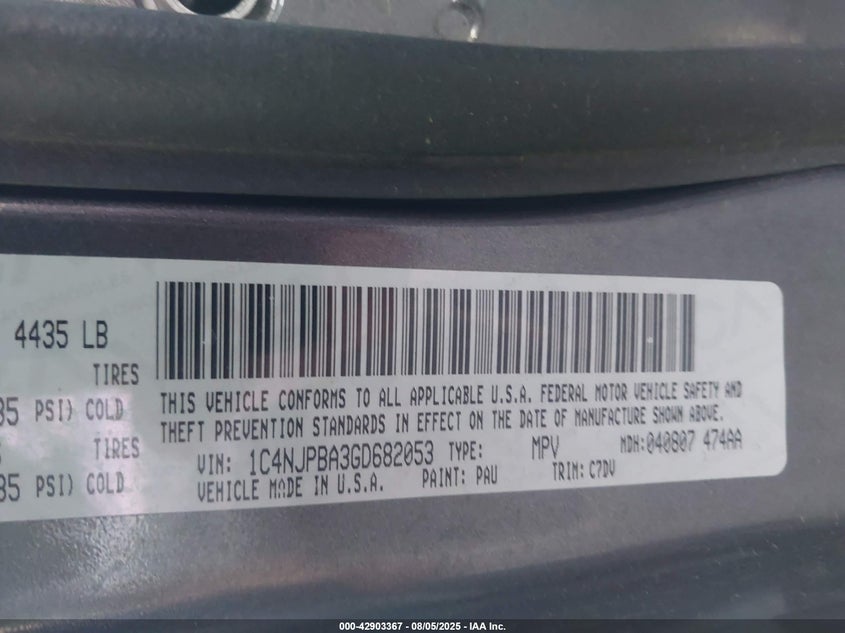 4435 LB
TIRES
35 PSI) COLD
TIRES
35 PSI) COLD
THIS VEHICLE CONFORMS TO ALL APPLICABLE U.S.A. FEDERAL MOTOR VEHICLE SAFETY AND
THEFT PREVENTION STANDARDS IN EFFECT ON THE DATE OF MANUFACTURE SHOWN ABOVE.
VIN: 1C4NJPBA3GD682053 TYPE: MPV MDH:040807 474AA
VEHICLE MADE IN U.S.A. PAINT: PAU TRIM: C7DV
000-42903367 - 08/05/2025 - IAA Inc.